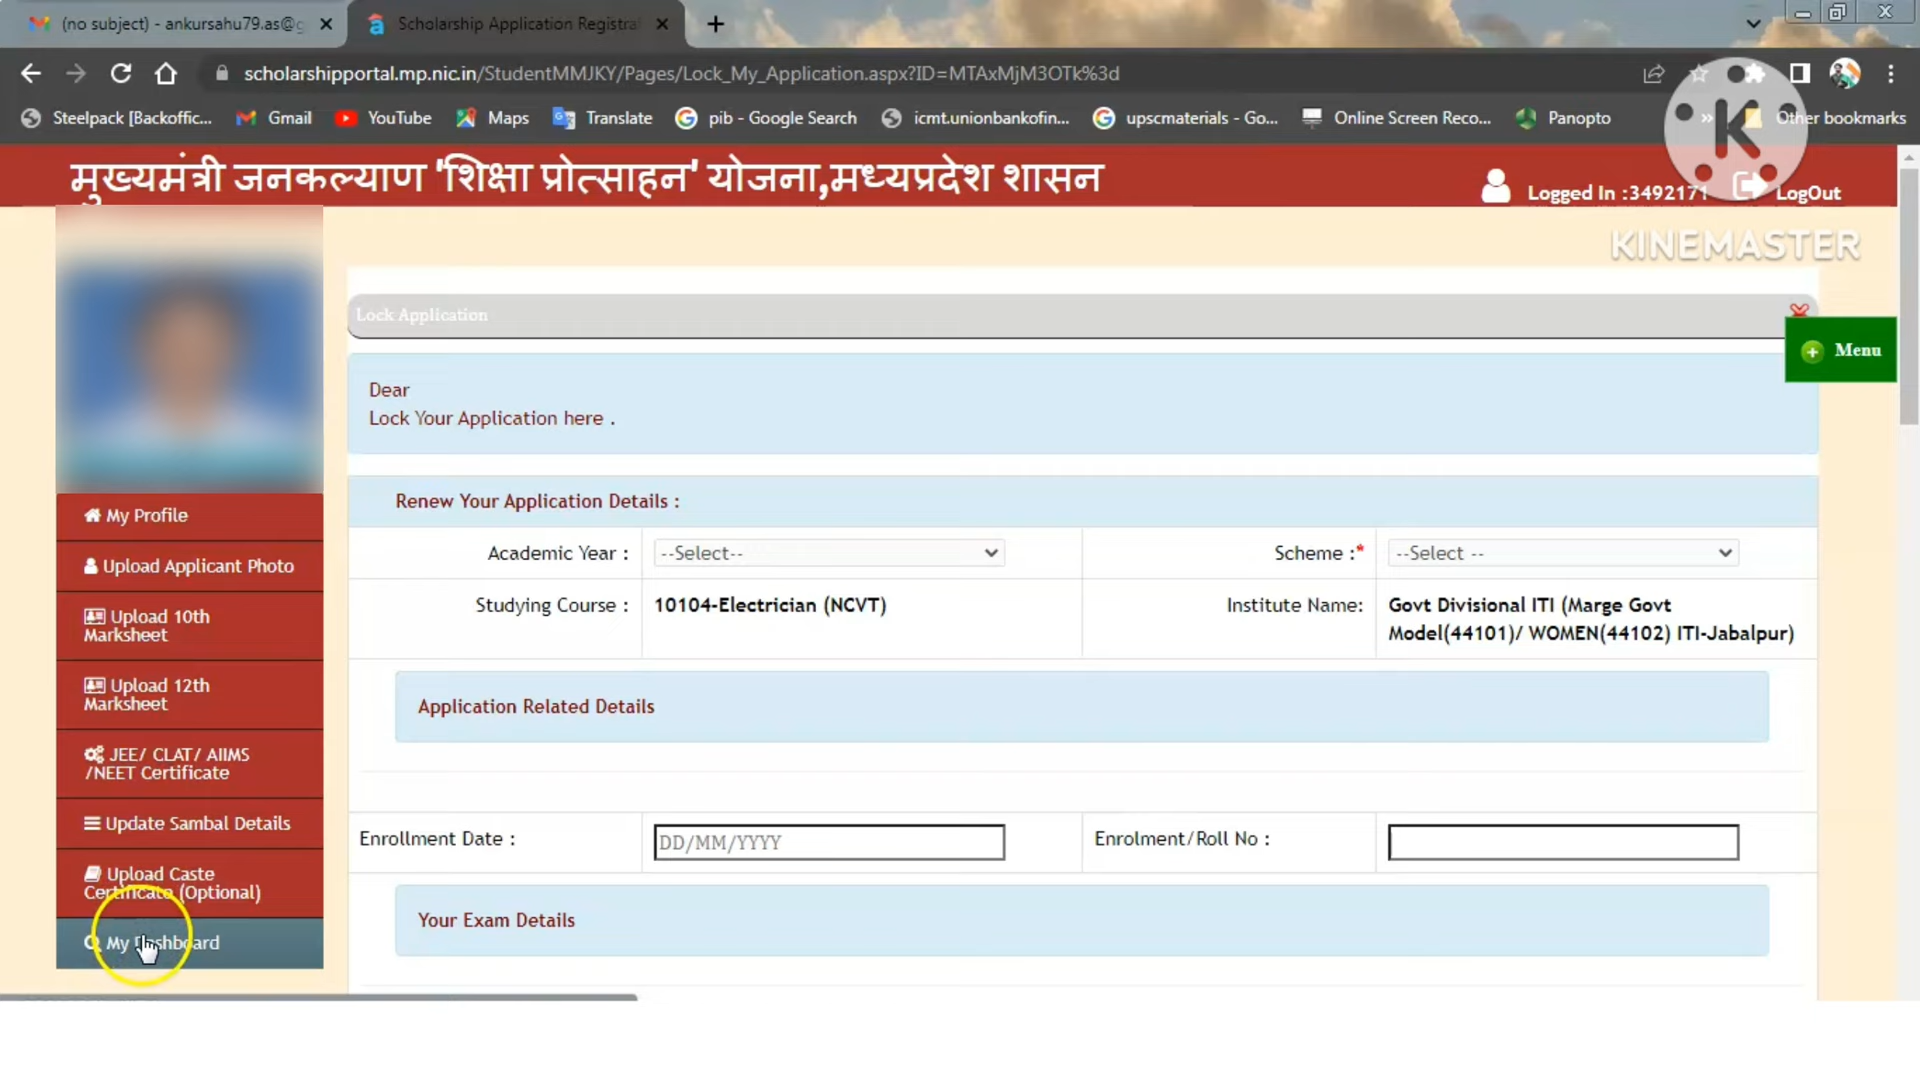 (no subject) - ankursahu79.as@g
Scholarship Application Registra
scholarshipportal.mp.nic.in/StudentMMJKY/Pages/Lock_My_Application.aspx?ID=MTAxMjM3OTk%3d
Steelpack [Backoffic...
Gmail
YouTube
Maps
Translate
pib - Google Search
icmt.unionbankofin...
upscmaterials - Go...
Online Screen Reco...
Panopto
»
Other bookmarks
K
मुख्यमंत्री जनकल्याण 'शिक्षा प्रोत्साहन' योजना,मध्यप्रदेश शासन
Logged In :3492171
LogOut
KINEMASTER
Lock Application
Menu
Dear
Lock Your Application here .
Renew Your Application Details :
Academic Year :
--Select--
Scheme :*
--Select --
Studying Course :
10104-Electrician (NCVT)
Institute Name:
Govt Divisional ITI (Marge Govt
Model(44101)/ WOMEN(44102) ITI-Jabalpur)
Application Related Details
Enrollment Date :
DD/MM/YYYY
Enrolment/Roll No :
Your Exam Details
My Profile
Upload Applicant Photo
Upload 10th
Marksheet
Upload 12th
Marksheet
JEE/ CLAT/ AIIMS
/NEET Certificate
Update Sambal Details
Upload Caste
Certificate (Optional)
My Dashboard